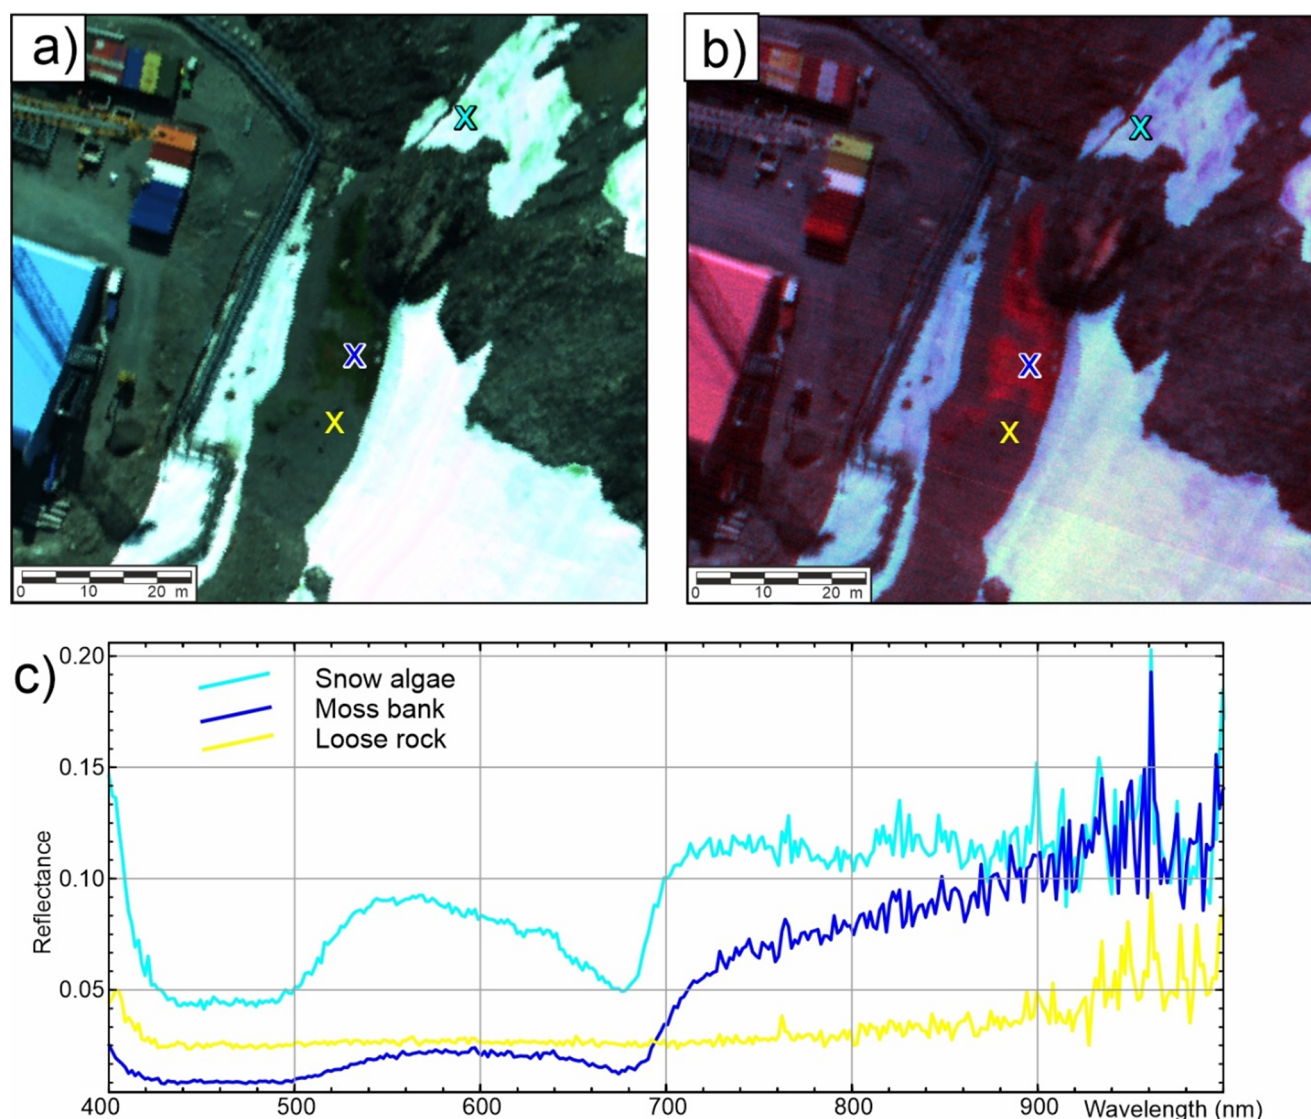 a)
b)
X
X
X
X
X
X
0 10 20 m
0 10 20 m
c)
0.20
0.15
0.10
0.05
Reflectance
Snow algae
Moss bank
Loose rock
400 500 600 700 800 900 Wavelength (nm)